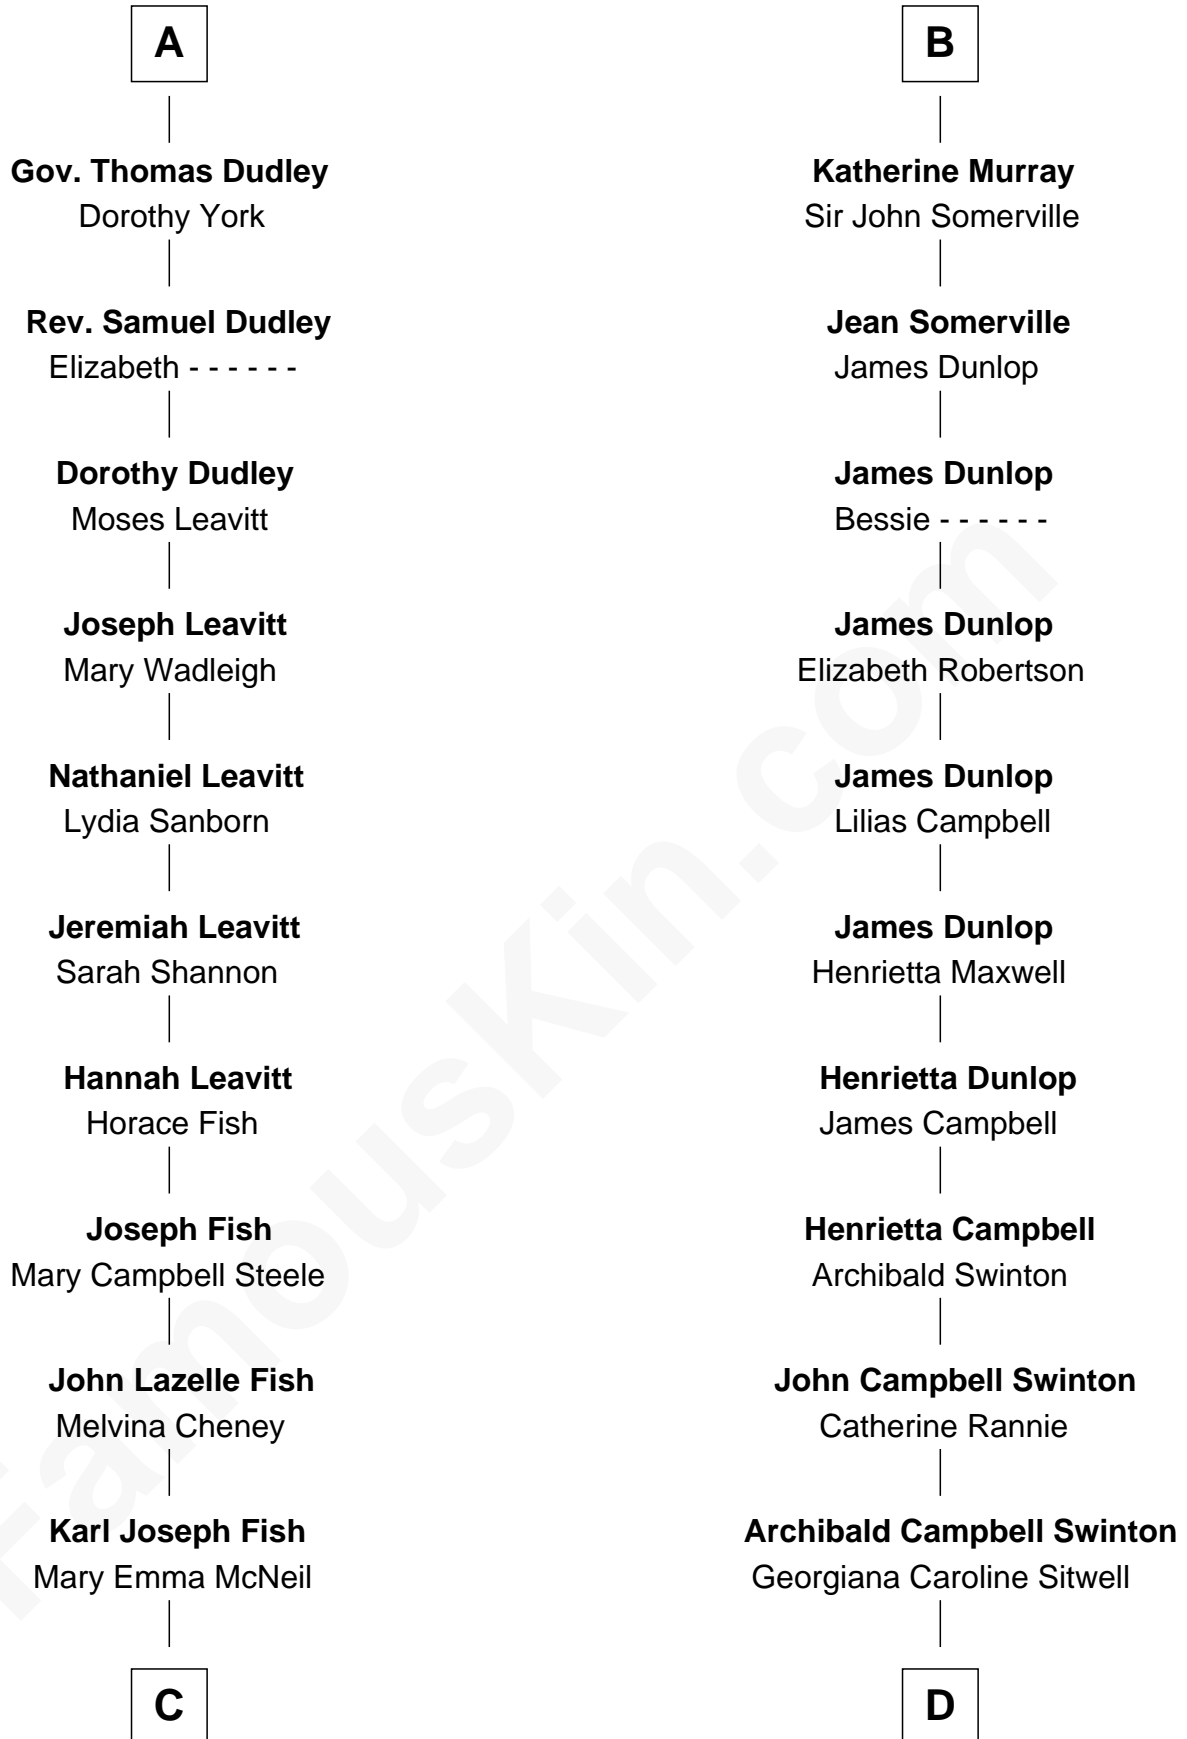 A
Gov. Thomas Dudley
Dorothy York
Rev. Samuel Dudley
Elizabeth - - - - - -
Dorothy Dudley
Moses Leavitt
Joseph Leavitt
Mary Wadleigh
Nathaniel Leavitt
Lydia Sanborn
Jeremiah Leavitt
Sarah Shannon
Hannah Leavitt
Horace Fish
Joseph Fish
Mary Campbell Steele
John Lazelle Fish
Melvina Cheney
Karl Joseph Fish
Mary Emma McNeil
C
B
Katherine Murray
Sir John Somerville
Jean Somerville
James Dunlop
James Dunlop
Bessie - - - - - -
James Dunlop
Elizabeth Robertson
James Dunlop
Lilias Campbell
James Dunlop
Henrietta Maxwell
Henrietta Dunlop
James Campbell
Henrietta Campbell
Archibald Swinton
John Campbell Swinton
Catherine Rannie
Archibald Campbell Swinton
Georgiana Caroline Sitwell
D
FamousKin.com